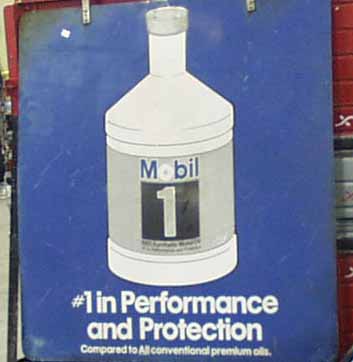 Mobil
1
#1 in Performance
and Protection
Compared to All conventional premium oils.